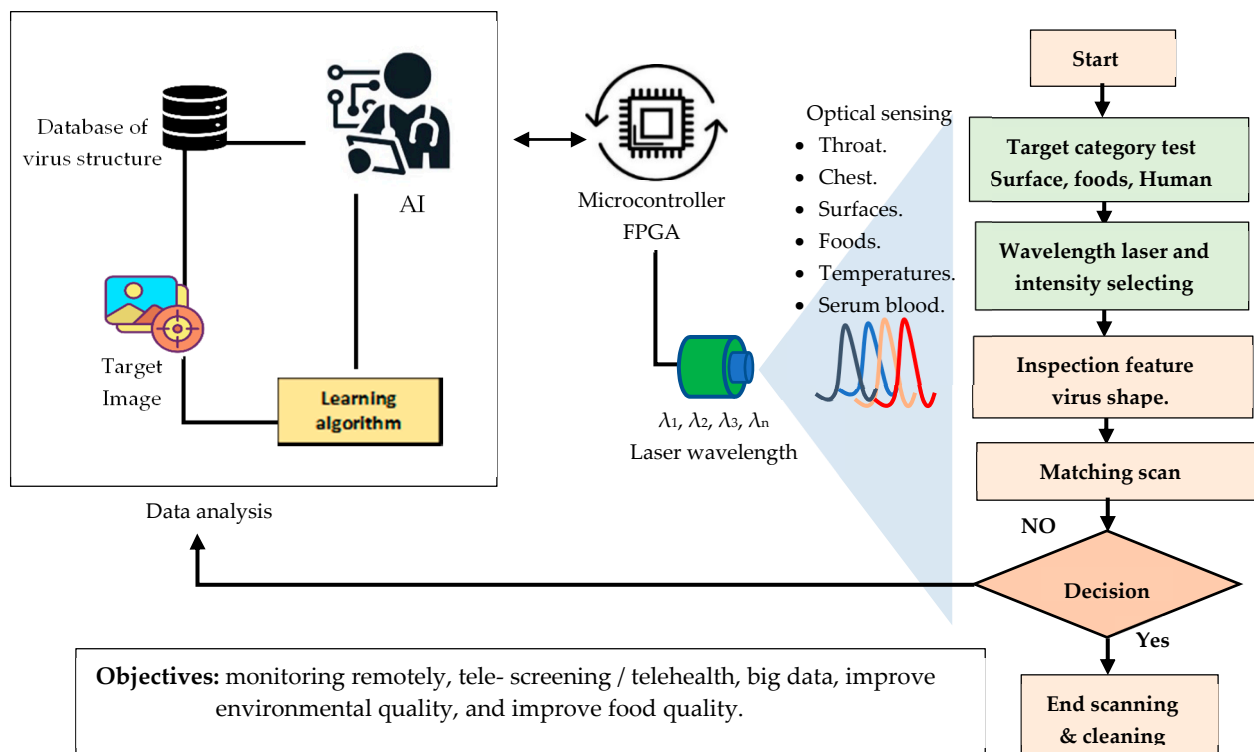 Database of
virus structure
AI
Target
Image
Learning
algorithm
Data analysis
Microcontroller
FPGA
λ1, λ2, λ3, λn
Laser wavelength
Optical sensing
• Throat.
• Chest.
• Surfaces.
• Foods.
• Temperatures.
• Serum blood.
Start
Target category test
Surface, foods, Human
Wavelength laser and
intensity selecting
Inspection feature
virus shape.
Matching scan
NO
Decision
Yes
End scanning
& cleaning
Objectives: monitoring remotely, tele- screening / telehealth, big data, improve
environmental quality, and improve food quality.